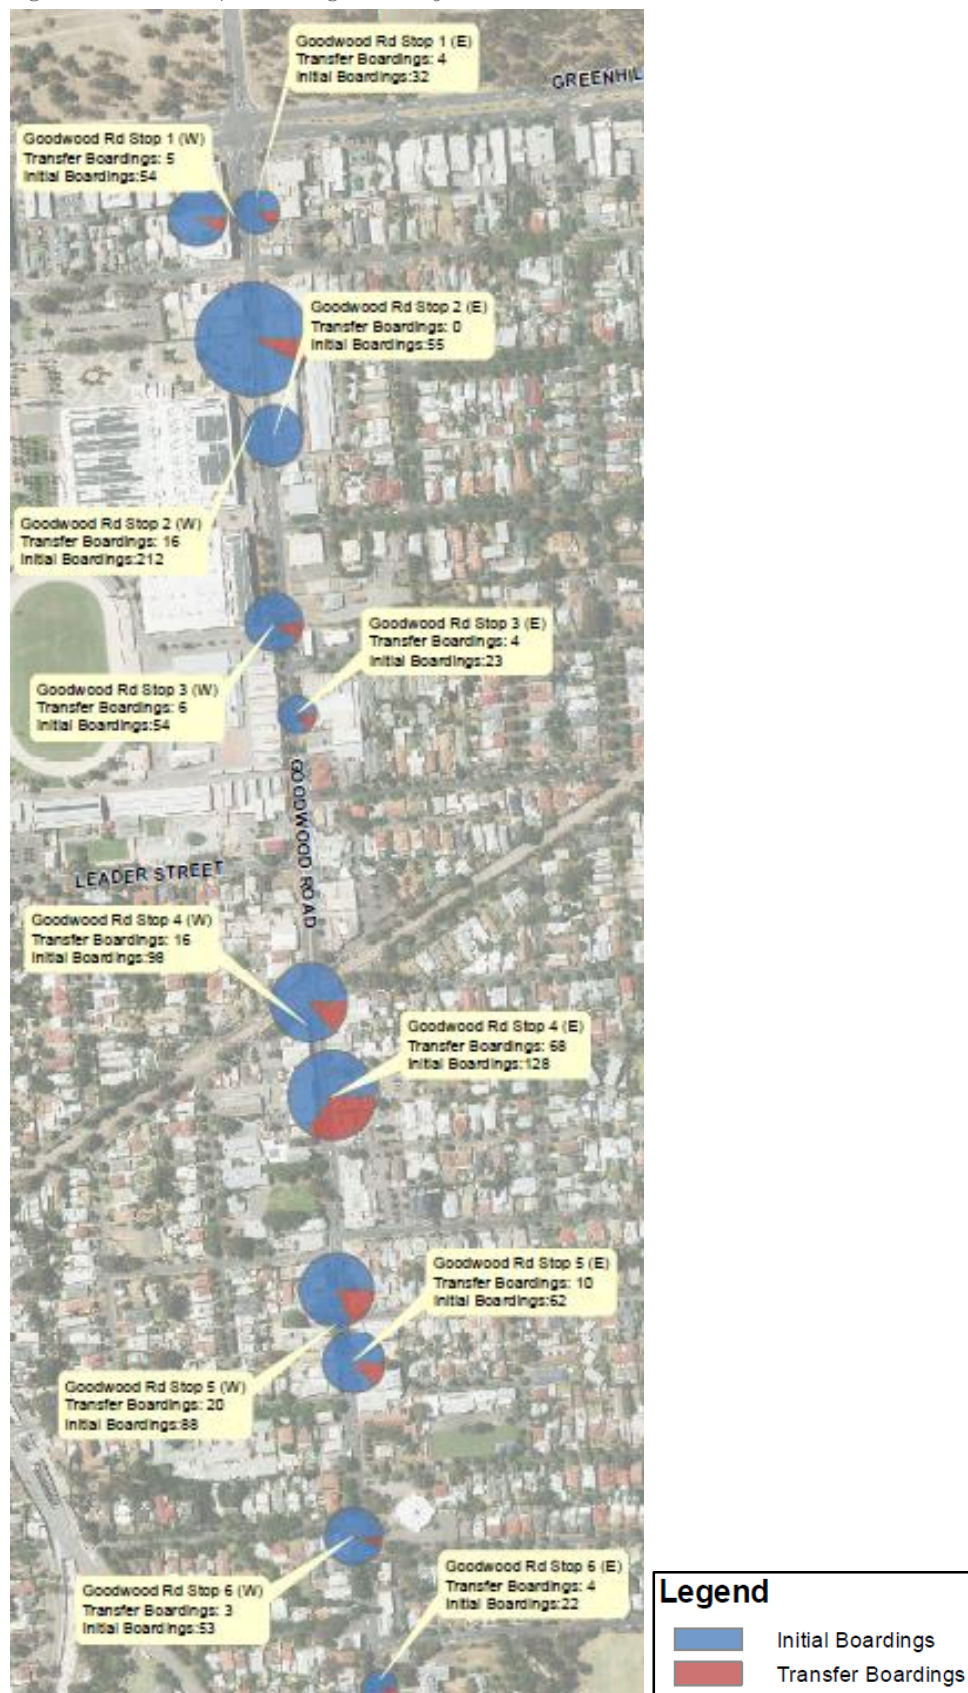 Goodwood Rd Stop 1 (E)
Transfer Boardings: 4
Initial Boardings:32
GREENHIL
Goodwood Rd Stop 1 (W)
Transfer Boardings: 5
Initial Boardings:54
Goodwood Rd Stop 2 (E)
Transfer Boardings: 0
Initial Boardings:55
Goodwood Rd Stop 2 (W)
Transfer Boardings: 16
Initial Boardings:212
Goodwood Rd Stop 3 (E)
Transfer Boardings: 4
Initial Boardings:23
Goodwood Rd Stop 3 (W)
Transfer Boardings: 6
Initial Boardings:54
GOODWOOD ROAD
LEADER STREET
Goodwood Rd Stop 4 (W)
Transfer Boardings: 16
Initial Boardings:98
Goodwood Rd Stop 4 (E)
Transfer Boardings: 68
Initial Boardings:128
Goodwood Rd Stop 5 (E)
Transfer Boardings: 10
Initial Boardings:62
Goodwood Rd Stop 5 (W)
Transfer Boardings: 20
Initial Boardings:88
Goodwood Rd Stop 6 (E)
Transfer Boardings: 4
Initial Boardings:22
Goodwood Rd Stop 6 (W)
Transfer Boardings: 3
Initial Boardings:53
Legend
Initial Boardings
Transfer Boardings